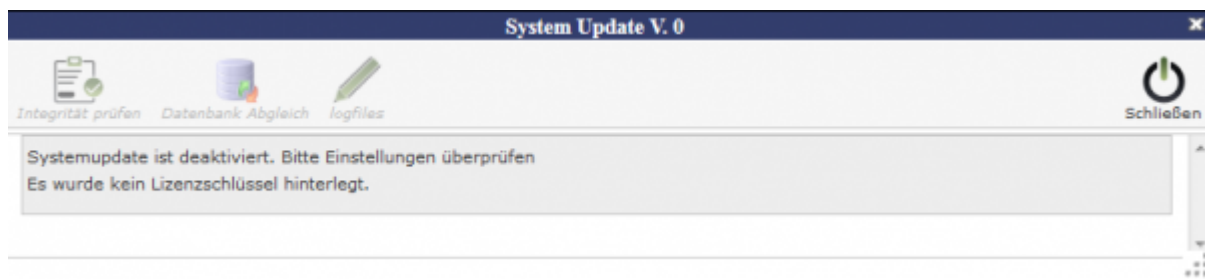 System Update V. 0
Integrität prüfen Datenbank Abgleich logfiles
Schließen
Systemupdate ist deaktiviert. Bitte Einstellungen überprüfen
Es wurde kein Lizenzschlüssel hinterlegt.